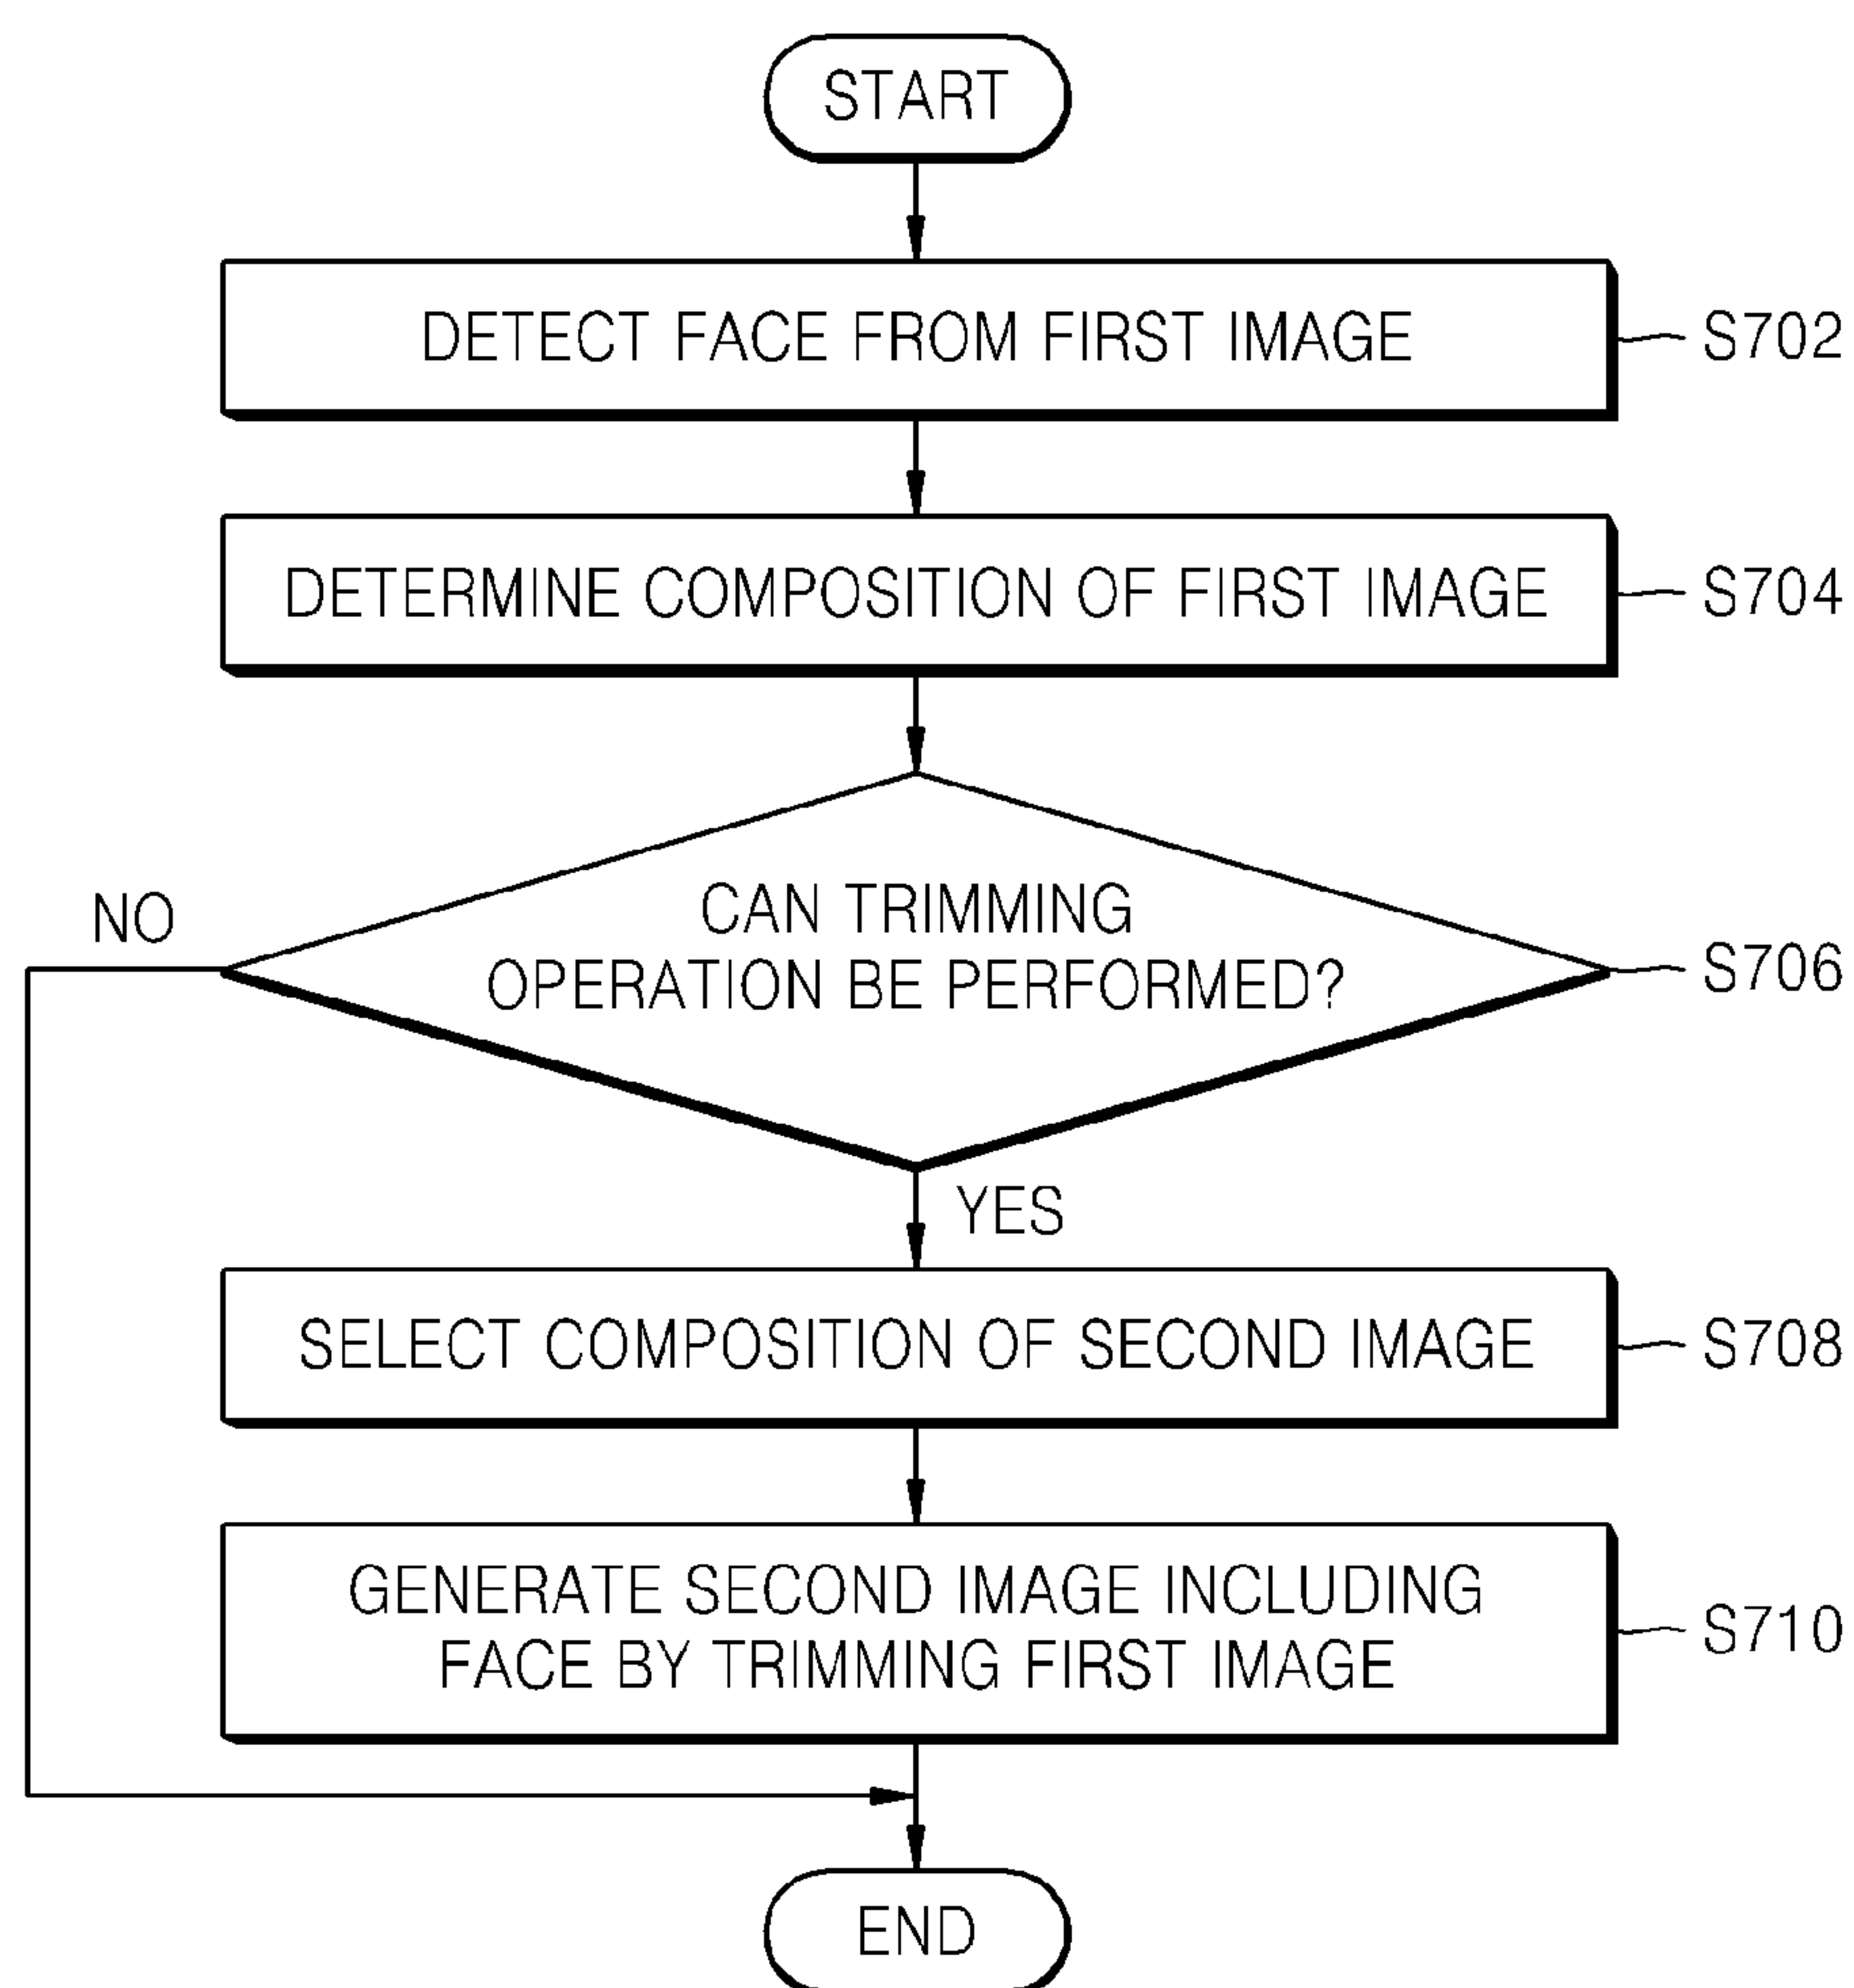 START
DETECT FACE FROM FIRST IMAGE
S702
DETERMINE COMPOSITION OF FIRST IMAGE
S704
CAN TRIMMING
OPERATION BE PERFORMED?
S706
NO
YES
SELECT COMPOSITION OF SECOND IMAGE
S708
GENERATE SECOND IMAGE INCLUDING
FACE BY TRIMMING FIRST IMAGE
S710
END